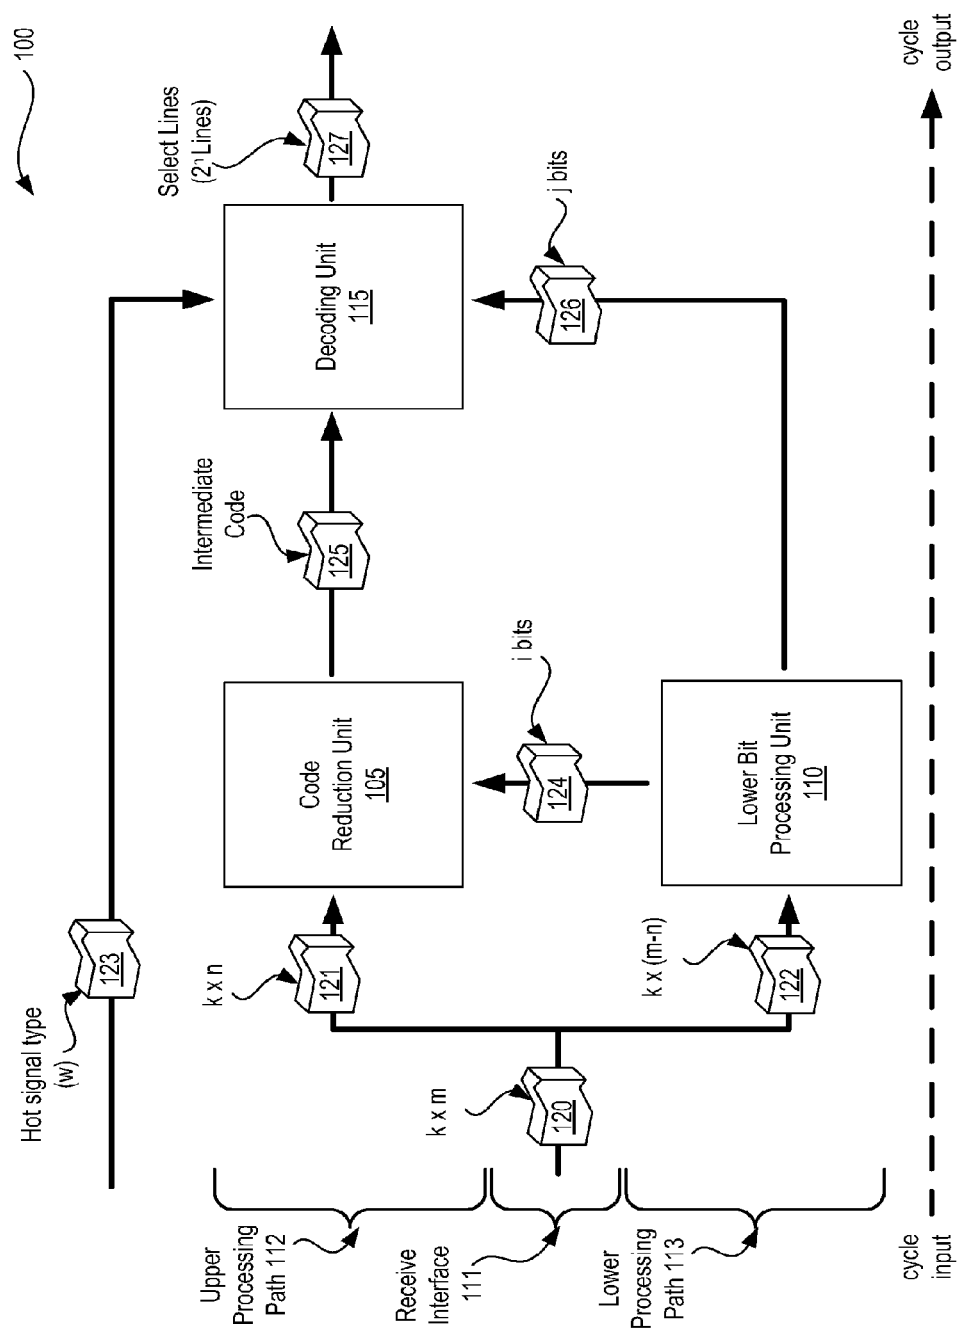 100
Hot signal type
(w)
123
Select Lines
(2ⁿ Lines)
127
Upper
Processing
Path 112
k x n
121
Code
Reduction Unit
105
Intermediate
Code
125
Decoding Unit
115
Receive
Interface
111
k x m
120
i bits
124
j bits
126
Lower
Processing
Path 113
k x (m-n)
122
Lower Bit
Processing Unit
110
cycle
input
cycle
output